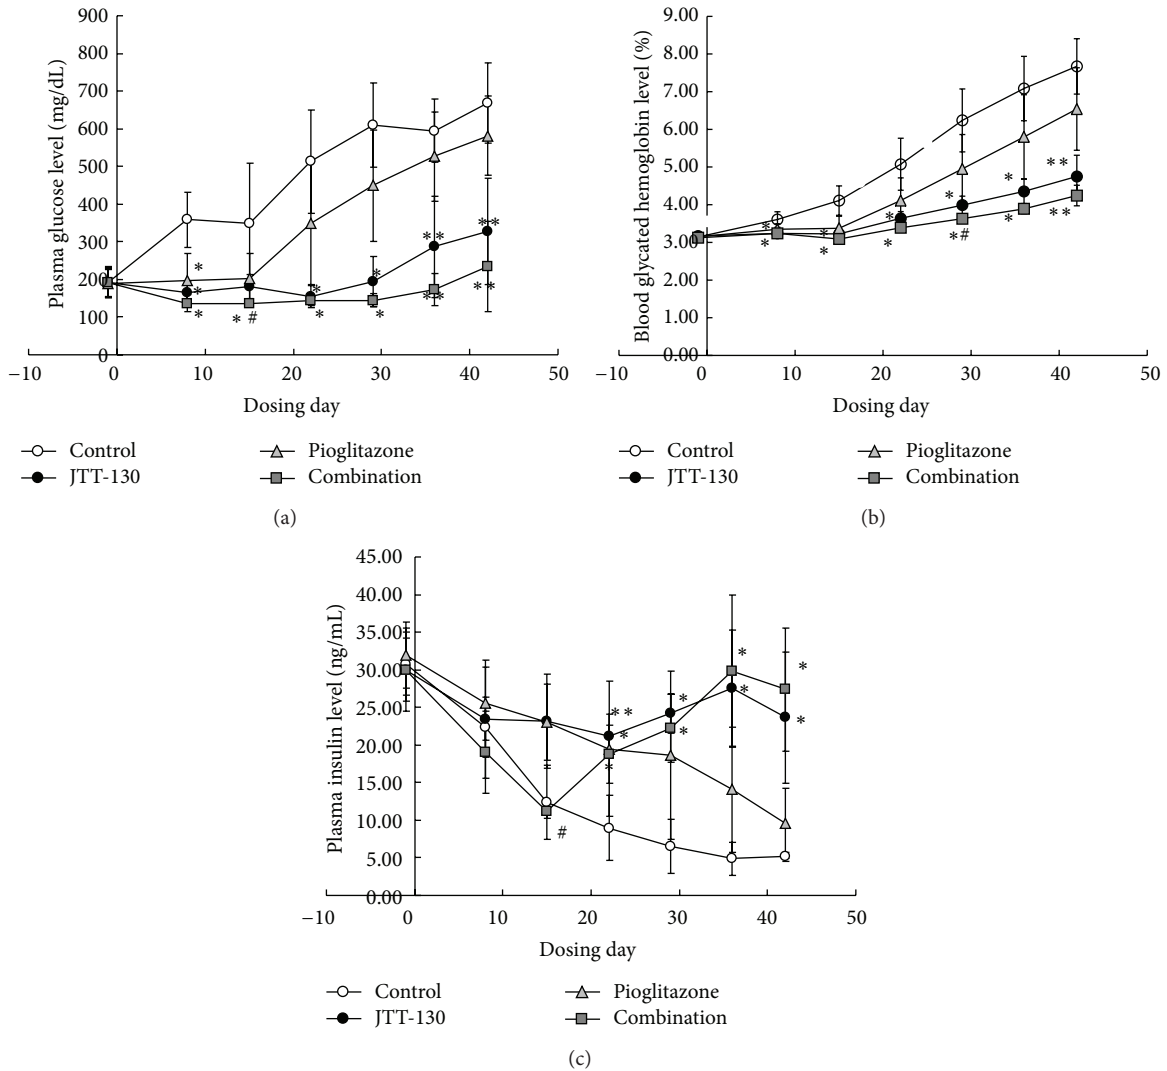 Plasma glucose level (mg/dL)
900
800
700
600
500
400
300
200
100
0
* * * * # * * * * ** ** ** **
−10 0 10 20 30 40 50
Dosing day
Control
Pioglitazone
JTT-130
Combination
(a)
Blood glycated hemoglobin level (%)
9.00
8.00
7.00
6.00
5.00
4.00
3.00
2.00
1.00
0.00
* * * * * * * *# * * ** **
−10 0 10 20 30 40 50
Dosing day
Control
Pioglitazone
JTT-130
Combination
(b)
Plasma insulin level (ng/mL)
45.00
40.00
35.00
30.00
25.00
20.00
15.00
10.00
5.00
0.00
# ** * * * * * * * *
−10 0 10 20 30 40 50
Dosing day
Control
Pioglitazone
JTT-130
Combination
(c)